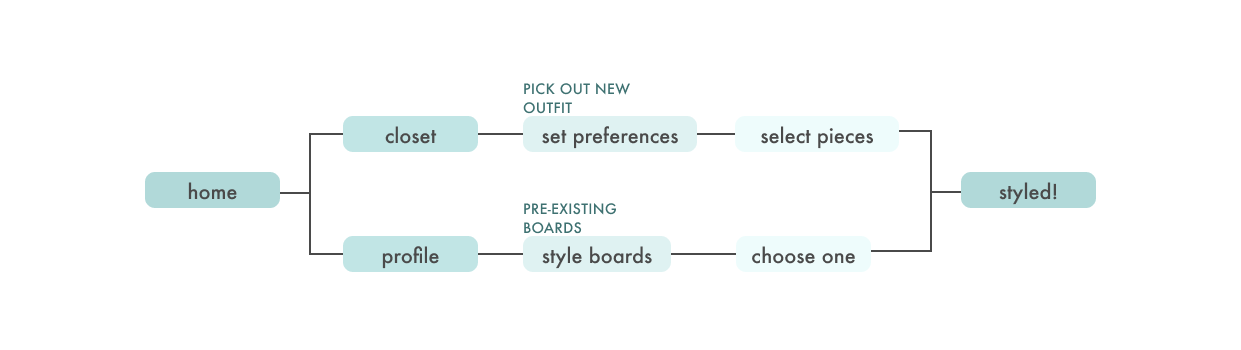 PICK OUT NEW
OUTFIT
closet
set preferences
select pieces
home
styled!
PRE-EXISTING
BOARDS
profile
style boards
choose one